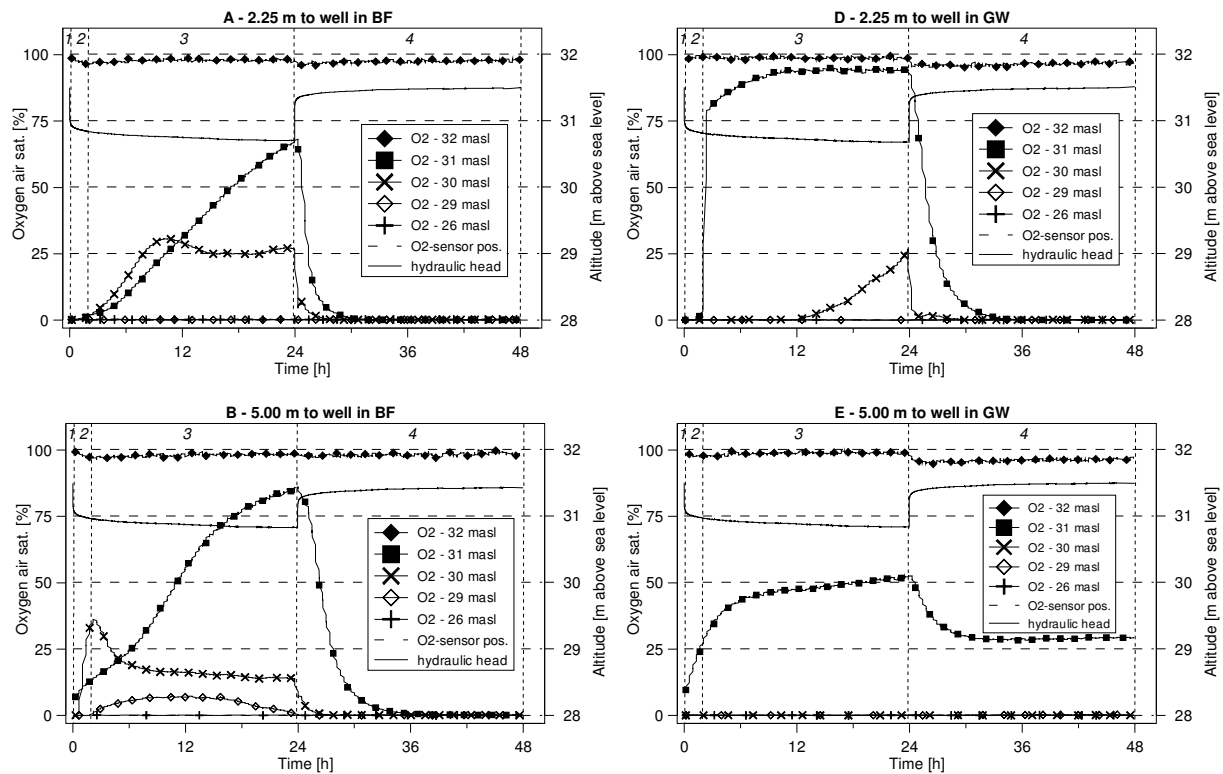 A - 2.25 m to well in BF
1 2 3 4
100
75
50
25
0
Oxygen air sat. [%]
32
31
30
29
28
Altitude [m above sea level]
O2 - 32 masl
O2 - 31 masl
O2 - 30 masl
O2 - 29 masl
O2 - 26 masl
O2-sensor pos.
hydraulic head
0 12 24 36 48
Time [h]
D - 2.25 m to well in GW
1 2 3 4
100
75
50
25
0
Oxygen air sat. [%]
32
31
30
29
28
Altitude [m above sea level]
O2 - 32 masl
O2 - 31 masl
O2 - 30 masl
O2 - 29 masl
O2 - 26 masl
O2-sensor pos.
hydraulic head
0 12 24 36 48
Time [h]
B - 5.00 m to well in BF
1 2 3 4
100
75
50
25
0
Oxygen air sat. [%]
32
31
30
29
28
Altitude [m above sea level]
O2 - 32 masl
O2 - 31 masl
O2 - 30 masl
O2 - 29 masl
O2 - 26 masl
O2-sensor pos.
hydraulic head
0 12 24 36 48
Time [h]
E - 5.00 m to well in GW
1 2 3 4
100
75
50
25
0
Oxygen air sat. [%]
32
31
30
29
28
Altitude [m above sea level]
O2 - 32 masl
O2 - 31 masl
O2 - 30 masl
O2 - 29 masl
O2 - 26 masl
O2-sensor pos.
hydraulic head
0 12 24 36 48
Time [h]